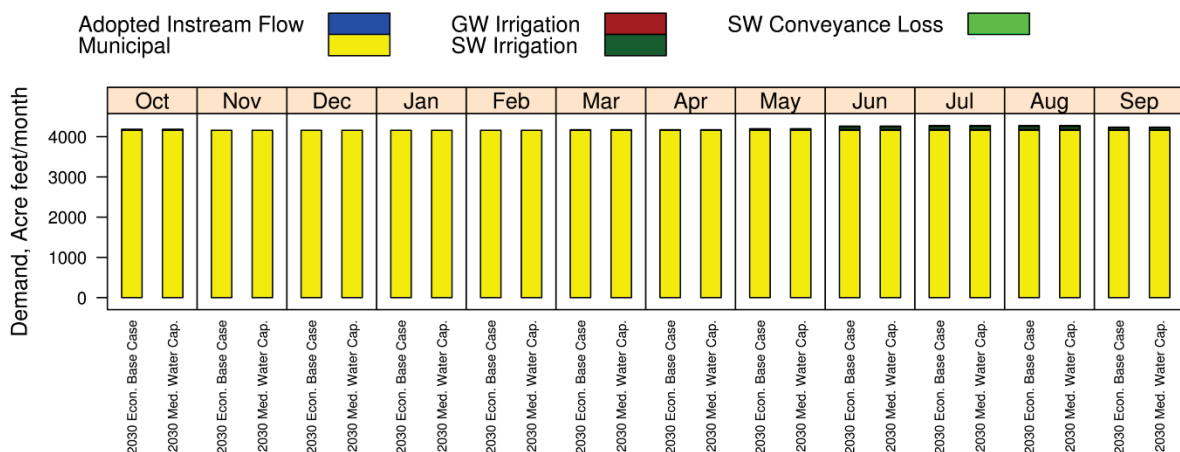 Adopted Instream Flow GW Irrigation SW Conveyance Loss
Municipal SW Irrigation
Oct Nov Dec Jan Feb Mar Apr May Jun Jul Aug Sep
Demand, Acre feet/month
4000
3000
2000
1000
0
2030 Econ. Base Case
2030 Med. Water Cap.
2030 Econ. Base Case
2030 Med. Water Cap.
2030 Econ. Base Case
2030 Med. Water Cap.
2030 Econ. Base Case
2030 Med. Water Cap.
2030 Econ. Base Case
2030 Med. Water Cap.
2030 Econ. Base Case
2030 Med. Water Cap.
2030 Econ. Base Case
2030 Med. Water Cap.
2030 Econ. Base Case
2030 Med. Water Cap.
2030 Econ. Base Case
2030 Med. Water Cap.
2030 Econ. Base Case
2030 Med. Water Cap.
2030 Econ. Base Case
2030 Med. Water Cap.
2030 Econ. Base Case
2030 Med. Water Cap.